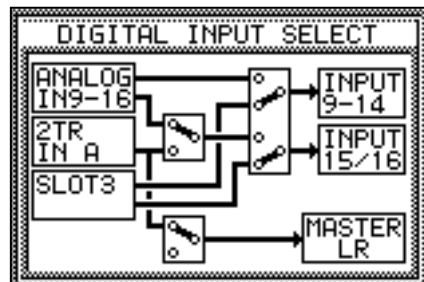 DIGITAL INPUT SELECT
ANALOG
IN9-16
2TR
IN A
SLOT3
INPUT
9-14
INPUT
15/16
MASTER
LR